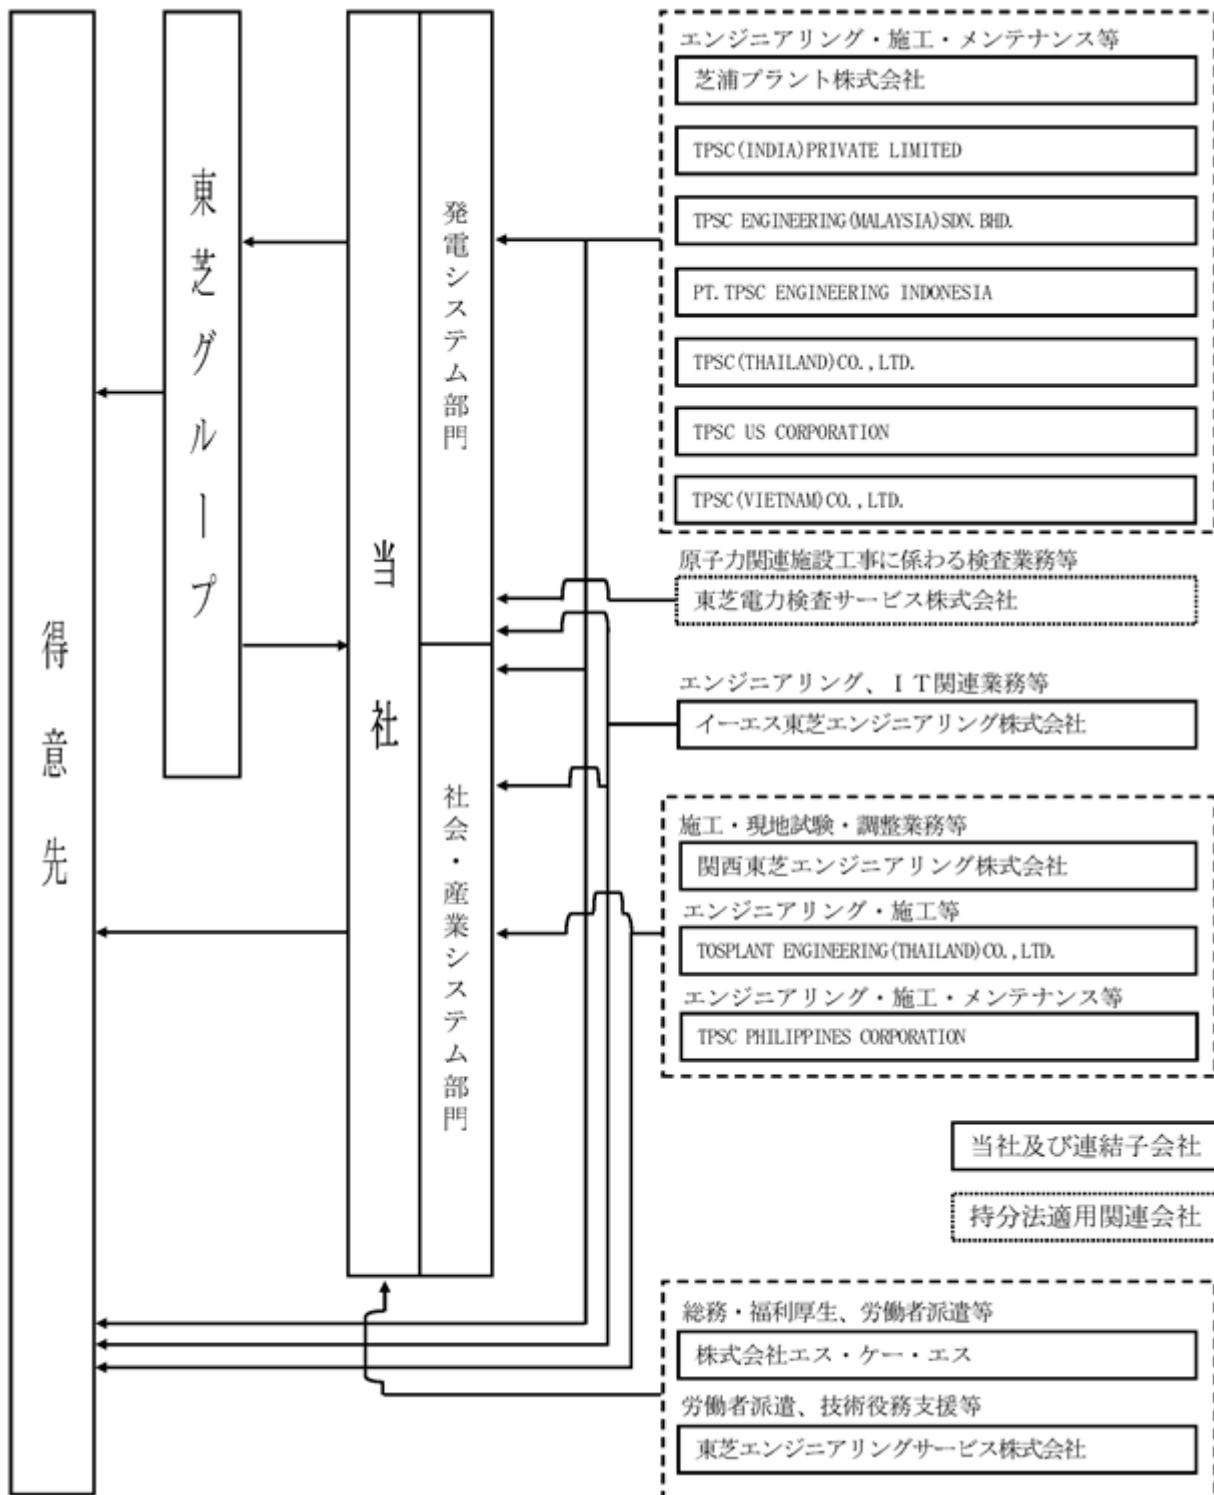 得意先
東芝グループ
当社
発電システム部門
社会・産業システム部門
エンジニアリング・施工・メンテナンス等
芝浦プラント株式会社
TPSC(INDIA)PRIVATE LIMITED
TPSC ENGINEERING(MALAYSIA)SDN.BHD.
PT.TPSC ENGINEERING INDONESIA
TPSC(THAILAND)CO.,LTD.
TPSC US CORPORATION
TPSC(VIETNAM)CO.,LTD.
原子力関連施設工事に係わる検査業務等
東芝電力検査サービス株式会社
エンジニアリング、ＩＴ関連業務等
イーエス東芝エンジニアリング株式会社
施工・現地試験・調整業務等
関西東芝エンジニアリング株式会社
エンジニアリング・施工等
TOSPLANT ENGINEERING(THAILAND)CO.,LTD.
エンジニアリング・施工・メンテナンス等
TPSC PHILIPPINES CORPORATION
当社及び連結子会社
持分法適用関連会社
総務・福利厚生、労働者派遣等
株式会社エス・ケー・エス
労働者派遣、技術役務支援等
東芝エンジニアリングサービス株式会社